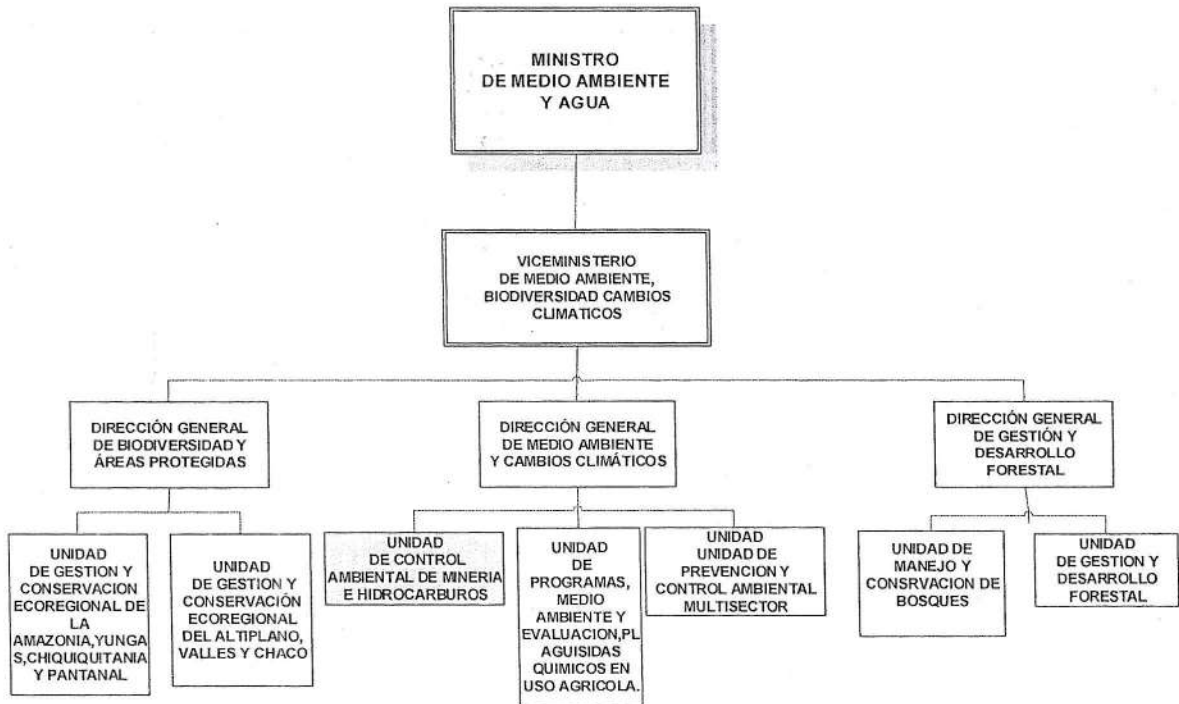 MINISTRO
DE MEDIO AMBIENTE
Y AGUA
VICEMINISTERIO
DE MEDIO AMBIENTE,
BIODIVERSIDAD CAMBIOS
CLIMATICOS
DIRECCIÓN GENERAL
DE BIODIVERSIDAD Y
ÁREAS PROTEGIDAS
DIRECCIÓN GENERAL
DE MEDIO AMBIENTE
Y CAMBIOS CLIMÁTICOS
DIRECCIÓN GENERAL
DE GESTIÓN Y
DESARROLLO
FORESTAL
UNIDAD
DE GESTION Y
CONSERVACION
ECOREGIONAL DE
LA
AMAZONIA,YUNGA
S,CHIQUIQUITANIA
Y PANTANAL
UNIDAD
DE GESTION Y
CONSERVACIÓN
ECOREGIONAL
DEL ALTIPLANO,
VALLES Y CHACO
UNIDAD
DE CONTROL
AMBIENTAL DE MINERIA
E HIDROCARBUROS
UNIDAD
DE
PROGRAMAS,
MEDIO
AMBIENTE Y
EVALUACION,PL
AGUISIDAS
QUIMICOS EN
USO AGRICOLA.
UNIDAD
UNIDAD DE
PREVENCION Y
CONTROL AMBIENTAL
MULTISECTOR
UNIDAD DE
MANEJO Y
CONSRVACION DE
BOSQUES
UNIDAD
DE GESTION Y
DESARROLLO
FORESTAL